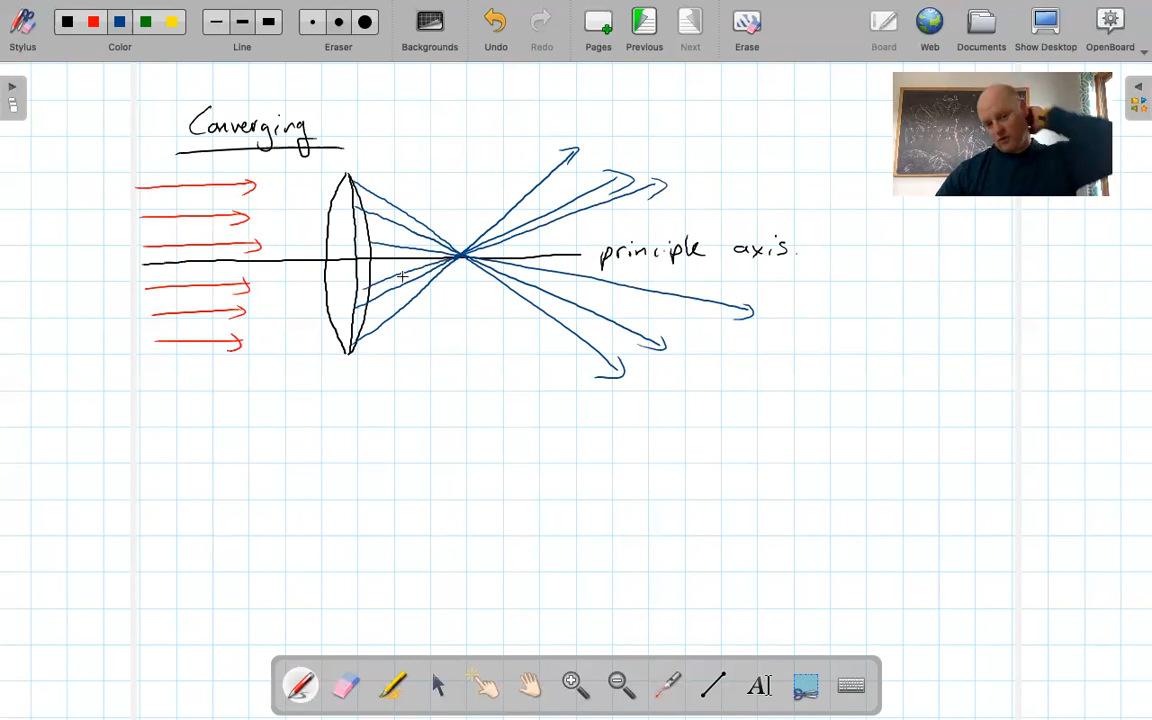 Stylus Color Line Eraser Backgrounds Undo Redo Pages Previous Next Erase Board Web Documents Show Desktop OpenBoard
Converging
principle axis.